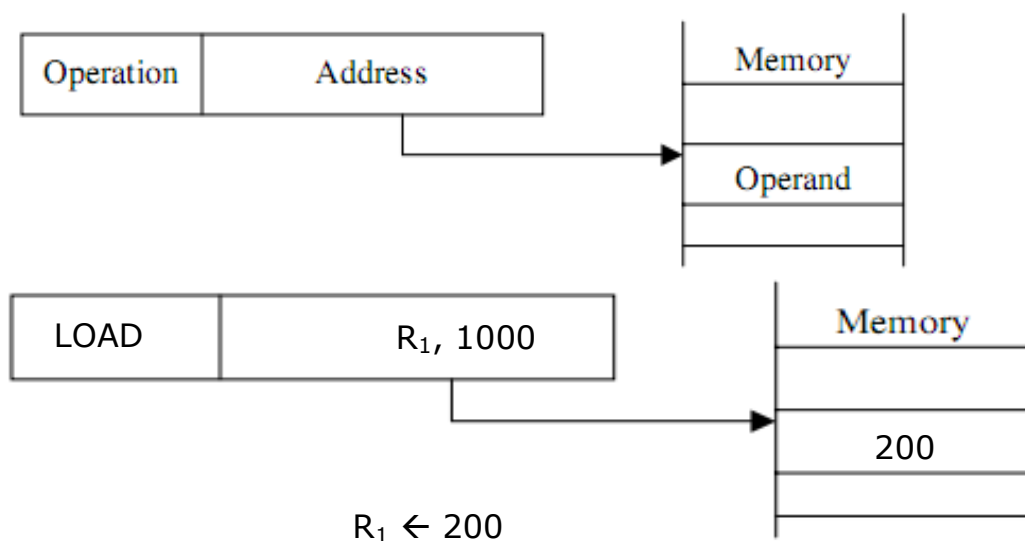 Operation Address
Memory
Operand
LOAD R₁, 1000
Memory
200
R₁ ← 200